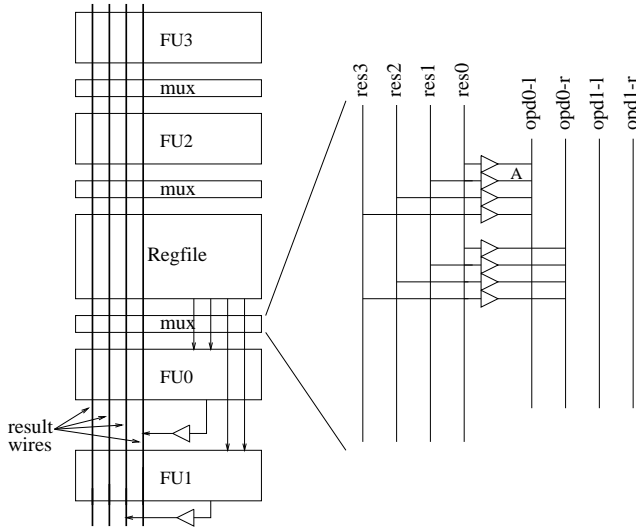 FU3
mux
FU2
mux
Regfile
mux
FU0
result
wires
FU1
res3
res2
res1
res0
opd0-l
opd0-r
opd1-l
opd1-r
A